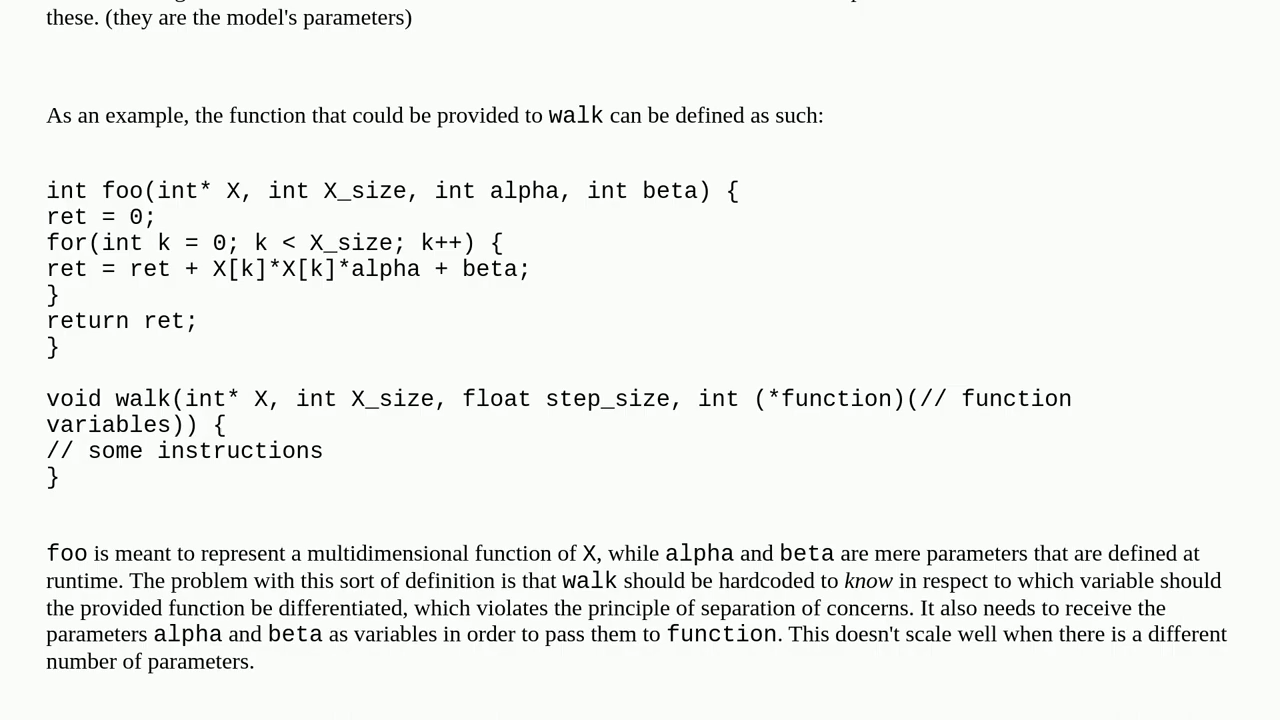 these. (they are the model's parameters)
As an example, the function that could be provided to walk can be defined as such:
int foo(int* X, int X_size, int alpha, int beta) {
ret = 0;
for(int k = 0; k < X_size; k++) {
ret = ret + X[k]*X[k]*alpha + beta;
}
return ret;
}
void walk(int* X, int X_size, float step_size, int (*function)(// function
variables)) {
// some instructions
}
foo is meant to represent a multidimensional function of X, while alpha and beta are mere parameters that are defined at
runtime. The problem with this sort of definition is that walk should be hardcoded to know in respect to which variable should
the provided function be differentiated, which violates the principle of separation of concerns. It also needs to receive the
parameters alpha and beta as variables in order to pass them to function. This doesn't scale well when there is a different
number of parameters.